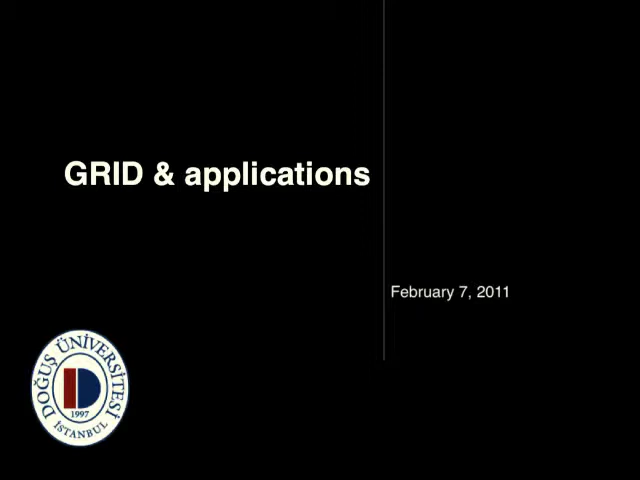 GRID & applications
February 7, 2011
DOĞUŞ ÜNİVERSİTESİ
1997
İSTANBUL